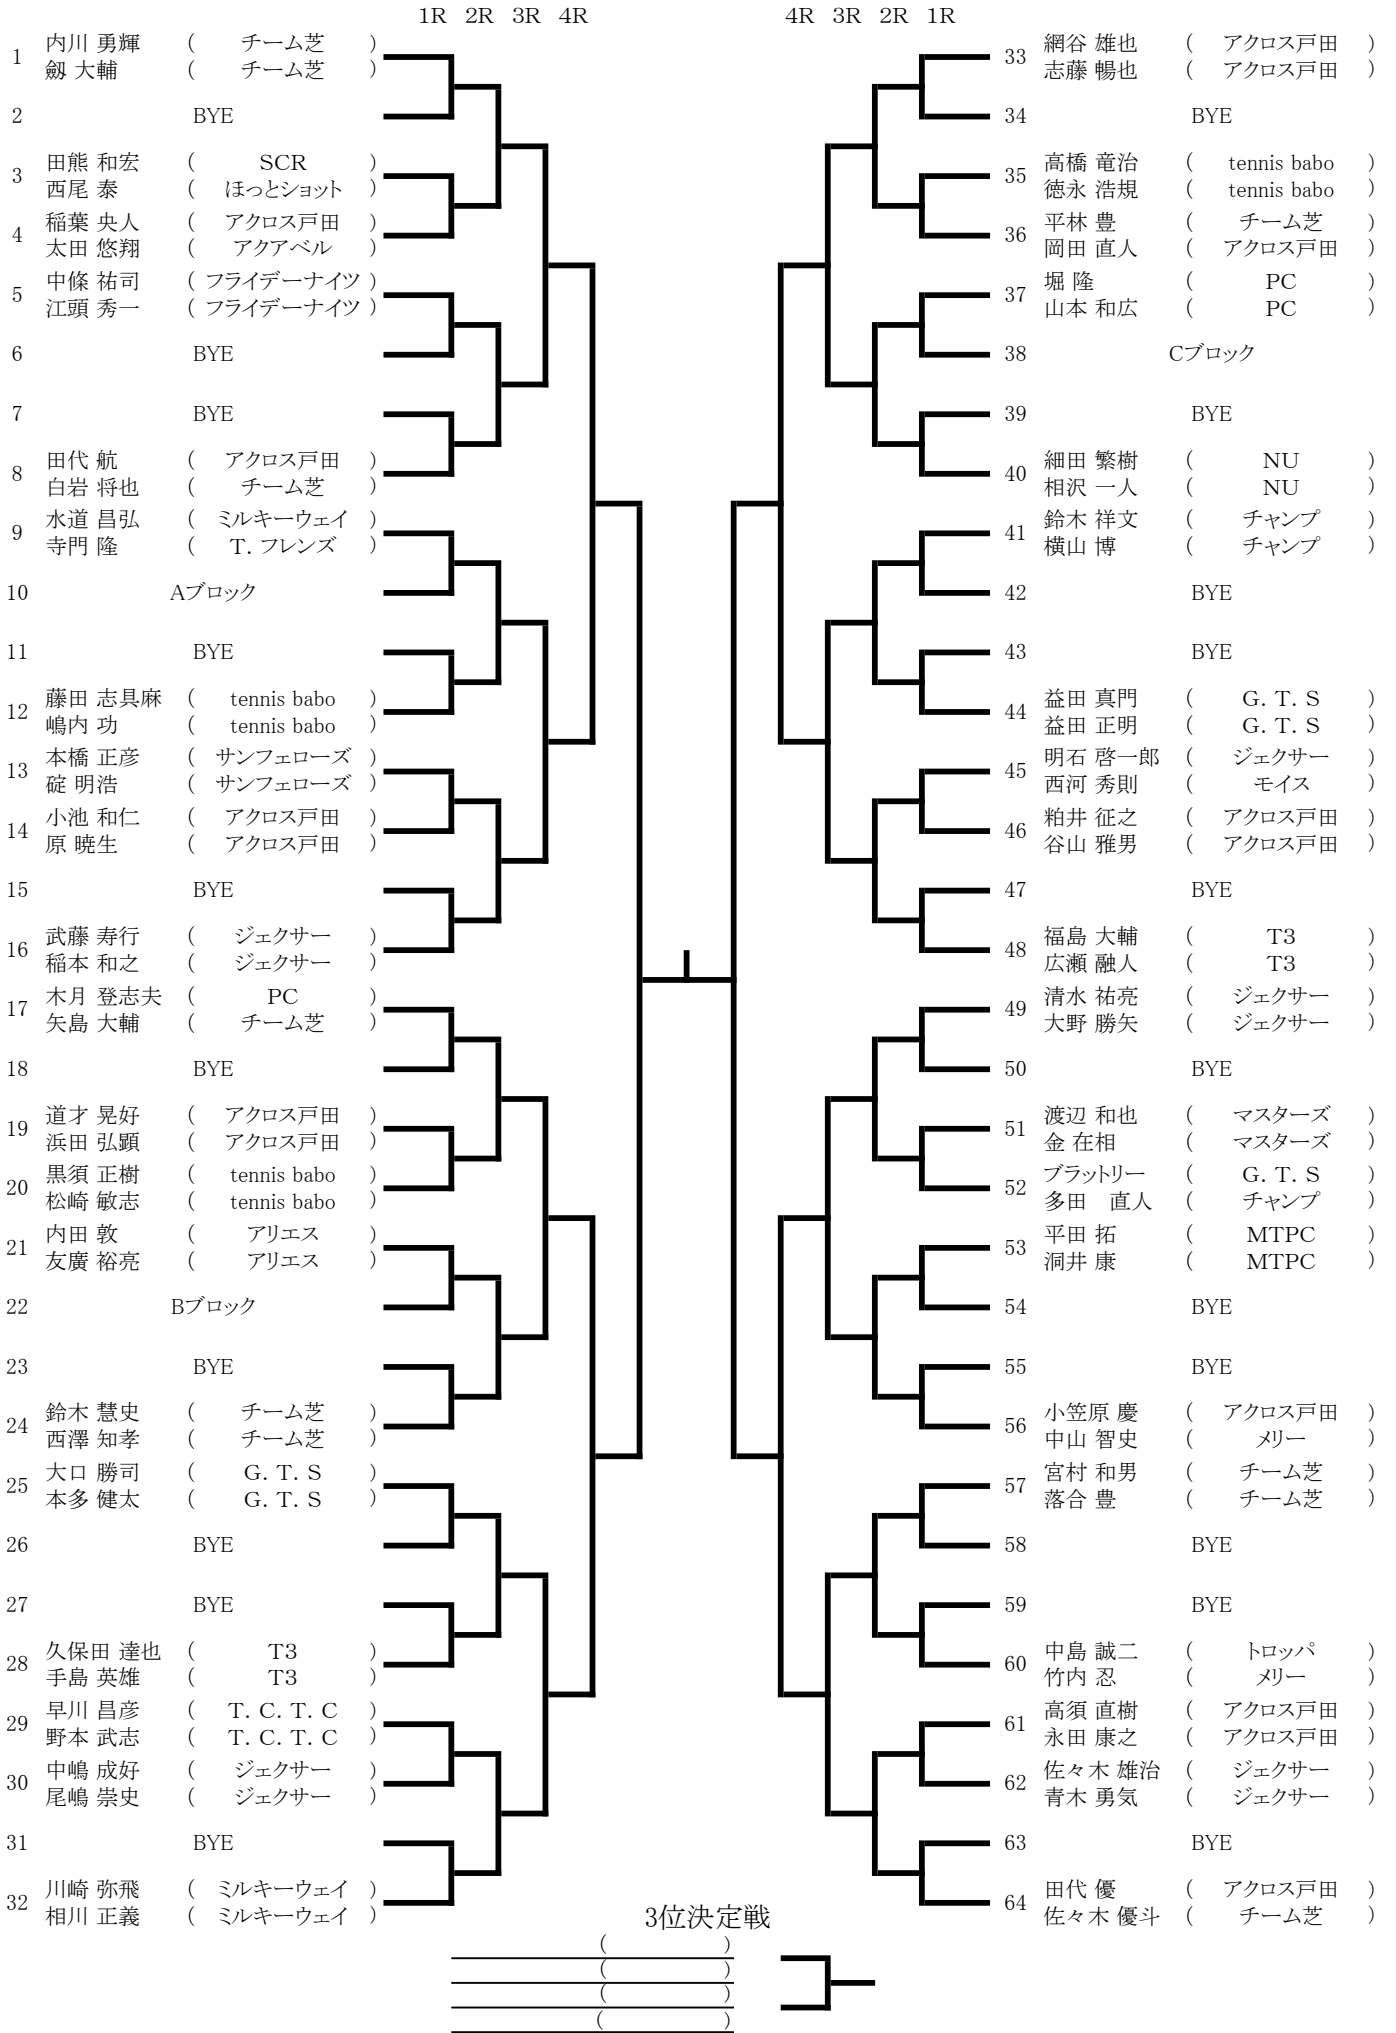 1R 2R 3R 4R
1 内川 勇輝 ( チーム芝 )
劔 大輔 ( チーム芝 )
2 BYE
3 田熊 和宏 ( SCR )
西尾 泰 ( ほっとショット )
4 稲葉 央人 ( アクロス戸田 )
太田 悠翔 ( アクアベル )
5 中條 祐司 ( フライデーナイツ )
江頭 秀一 ( フライデーナイツ )
6 BYE
7 BYE
8 田代 航 ( アクロス戸田 )
白岩 将也 ( チーム芝 )
9 水道 昌弘 ( ミルキーウェイ )
寺門 隆 ( T. フレンズ )
10 Aブロック
11 BYE
12 藤田 志具麻 ( tennis babo )
嶋内 功 ( tennis babo )
13 本橋 正彦 ( サンフェローズ )
碇 明浩 ( サンフェローズ )
14 小池 和仁 ( アクロス戸田 )
原 暁生 ( アクロス戸田 )
15 BYE
16 武藤 寿行 ( ジェクサー )
稲本 和之 ( ジェクサー )
17 木月 登志夫 ( PC )
矢島 大輔 ( チーム芝 )
18 BYE
19 道才 晃好 ( アクロス戸田 )
浜田 弘顕 ( アクロス戸田 )
20 黒須 正樹 ( tennis babo )
松崎 敏志 ( tennis babo )
21 内田 敦 ( アリエス )
友廣 裕亮 ( アリエス )
22 Bブロック
23 BYE
24 鈴木 慧史 ( チーム芝 )
西澤 知孝 ( チーム芝 )
25 大口 勝司 ( G. T. S )
本多 健太 ( G. T. S )
26 BYE
27 BYE
28 久保田 達也 ( T3 )
手島 英雄 ( T3 )
29 早川 昌彦 ( T. C. T. C )
野本 武志 ( T. C. T. C )
30 中嶋 成好 ( ジェクサー )
尾嶋 崇史 ( ジェクサー )
31 BYE
32 川崎 弥飛 ( ミルキーウェイ )
相川 正義 ( ミルキーウェイ )
4R 3R 2R 1R
33 網谷 雄也 ( アクロス戸田 )
志藤 暢也 ( アクロス戸田 )
34 BYE
35 高橋 竜治 ( tennis babo )
徳永 浩規 ( tennis babo )
36 平林 豊 ( チーム芝 )
岡田 直人 ( アクロス戸田 )
37 堀 隆 ( PC )
山本 和広 ( PC )
38 Cブロック
39 BYE
40 細田 繁樹 ( NU )
相沢 一人 ( NU )
41 鈴木 祥文 ( チャンプ )
横山 博 ( チャンプ )
42 BYE
43 BYE
44 益田 真門 ( G. T. S )
益田 正明 ( G. T. S )
45 明石 啓一郎 ( ジェクサー )
西河 秀則 ( モイス )
46 粕井 征之 ( アクロス戸田 )
谷山 雅男 ( アクロス戸田 )
47 BYE
48 福島 大輔 ( T3 )
広瀬 融人 ( T3 )
49 清水 祐亮 ( ジェクサー )
大野 勝矢 ( ジェクサー )
50 BYE
51 渡辺 和也 ( マスターズ )
金 在相 ( マスターズ )
52 ブラットリー ( G. T. S )
多田 直人 ( チャンプ )
53 平田 拓 ( MTPC )
洞井 康 ( MTPC )
54 BYE
55 BYE
56 小笠原 慶 ( アクロス戸田 )
中山 智史 ( メリー )
57 宮村 和男 ( チーム芝 )
落合 豊 ( チーム芝 )
58 BYE
59 BYE
60 中島 誠二 ( トロッパ )
竹内 忍 ( メリー )
61 高須 直樹 ( アクロス戸田 )
永田 康之 ( アクロス戸田 )
62 佐々木 雄治 ( ジェクサー )
青木 勇気 ( ジェクサー )
63 BYE
64 田代 優 ( アクロス戸田 )
佐々木 優斗 ( チーム芝 )
3位決定戦
( )
( )
( )
( )